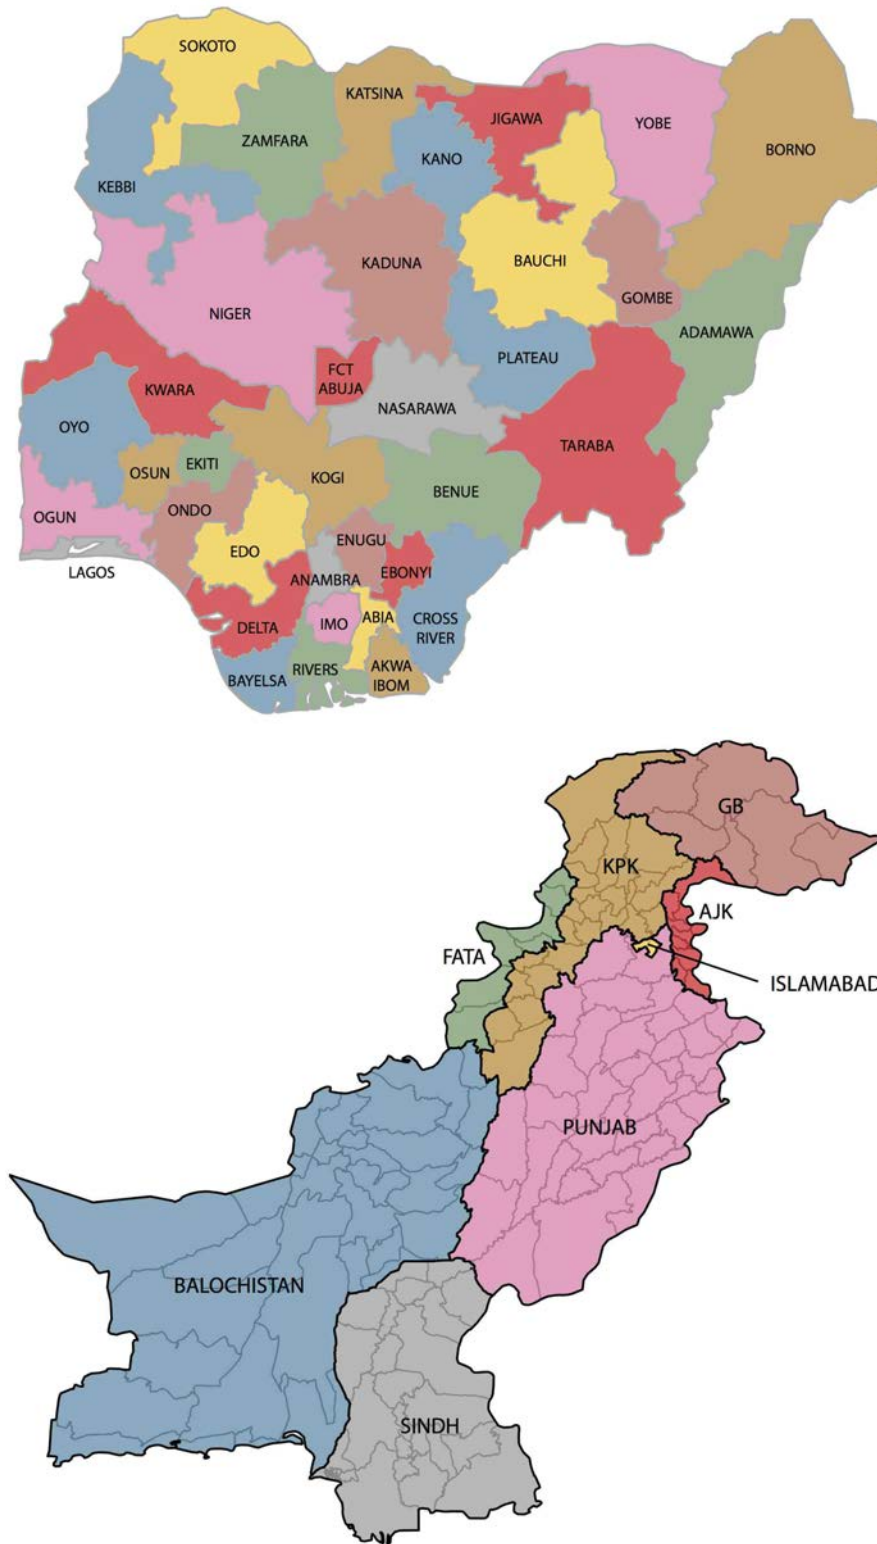 SOKOTO
KATSINA
JIGAWA
YOBE
BORNO
ZAMFARA
KANO
KEBBI
KADUNA
BAUCHI
GOMBE
NIGER
ADAMAWA
PLATEAU
FCT
ABUJA
KWARA
NASARAWA
OYO
TARABA
OSUN
EKITI
KOGI
BENUE
OGUN
ONDO
EDO
ENUGU
LAGOS
ANAMBRA
EBONYI
DELTA
IMO
ABIA
CROSS
RIVER
BAYELSA
RIVERS
AKWA
IBOM
GB
KPK
AJK
FATA
ISLAMABAD
PUNJAB
BALOCHISTAN
SINDH